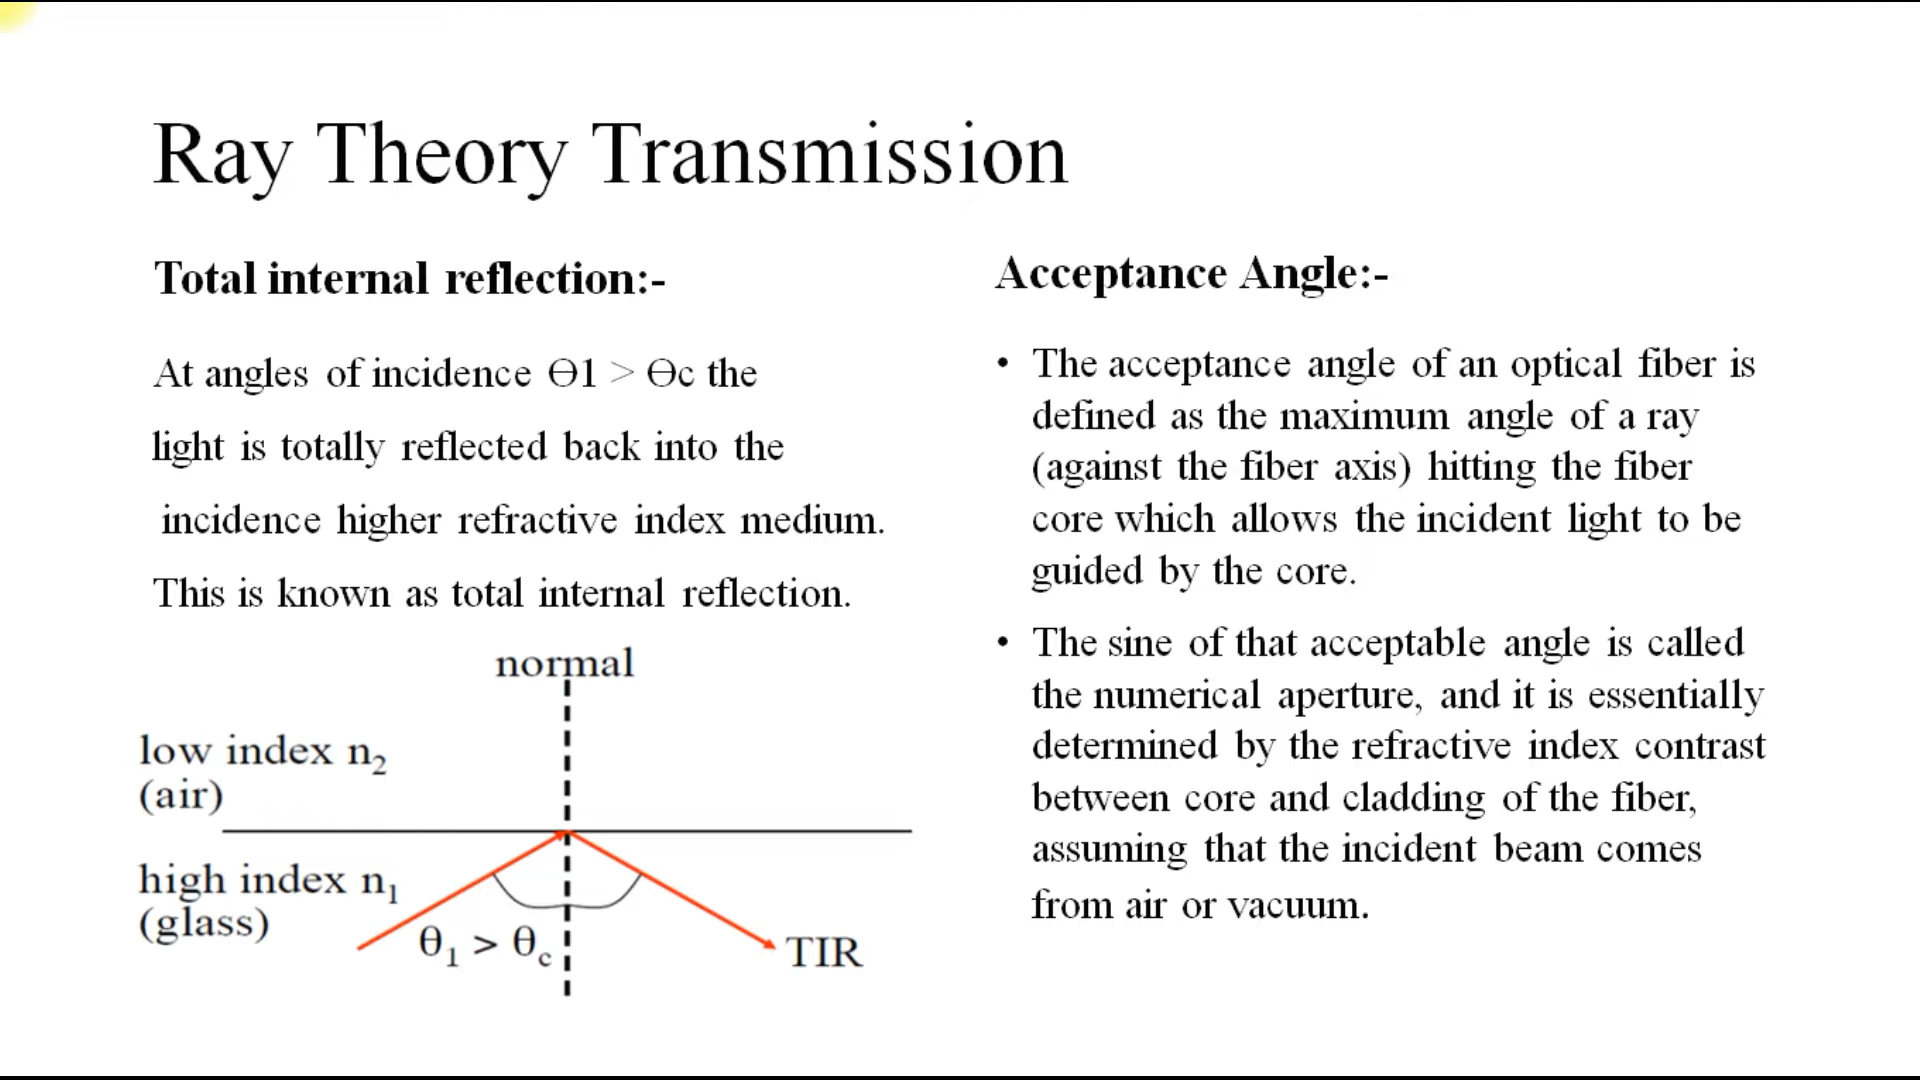 Ray Theory Transmission
Total internal reflection:-
At angles of incidence ϴ1 > ϴc the
light is totally reflected back into the
incidence higher refractive index medium.
This is known as total internal reflection.
normal
low index n₂
(air)
high index n₁
(glass)
θ₁ > θc
TIR
Acceptance Angle:-
• The acceptance angle of an optical fiber is
defined as the maximum angle of a ray
(against the fiber axis) hitting the fiber
core which allows the incident light to be
guided by the core.
• The sine of that acceptable angle is called
the numerical aperture, and it is essentially
determined by the refractive index contrast
between core and cladding of the fiber,
assuming that the incident beam comes
from air or vacuum.